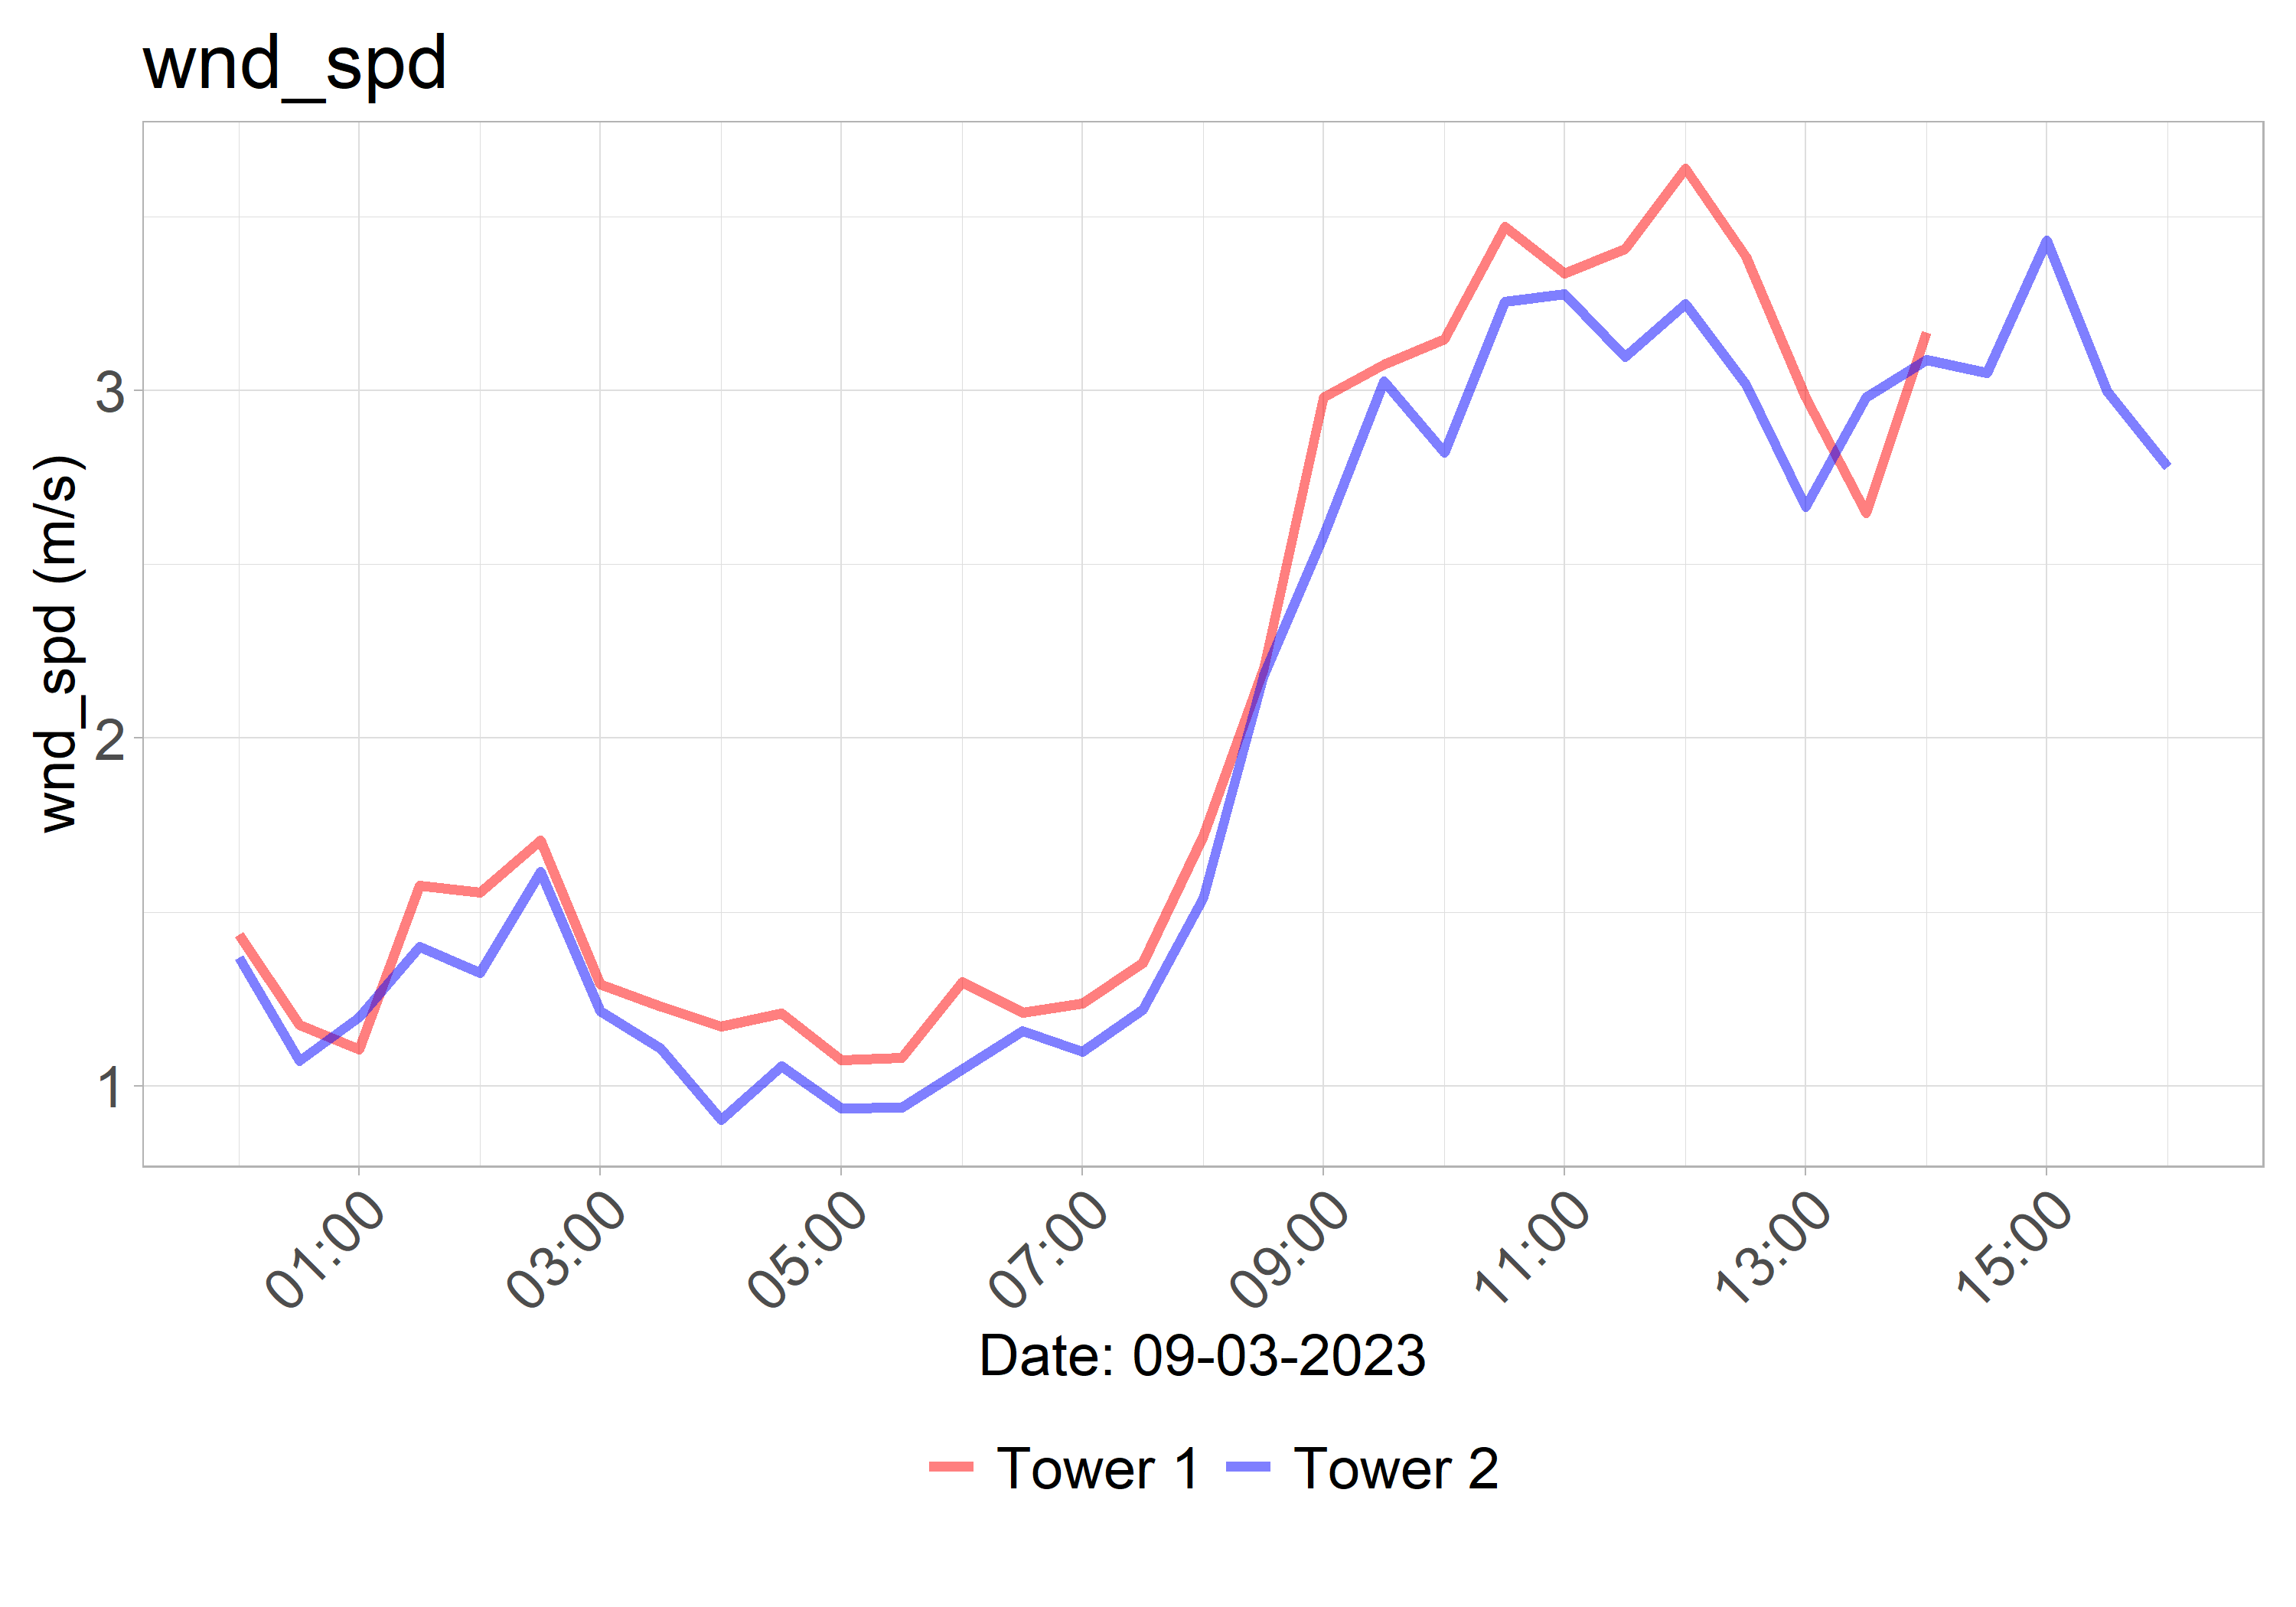 wnd_spd
wnd_spd (m/s)
3
2
1
01:00 03:00 05:00 07:00 09:00 11:00 13:00 15:00
Date: 09-03-2023
Tower 1 Tower 2